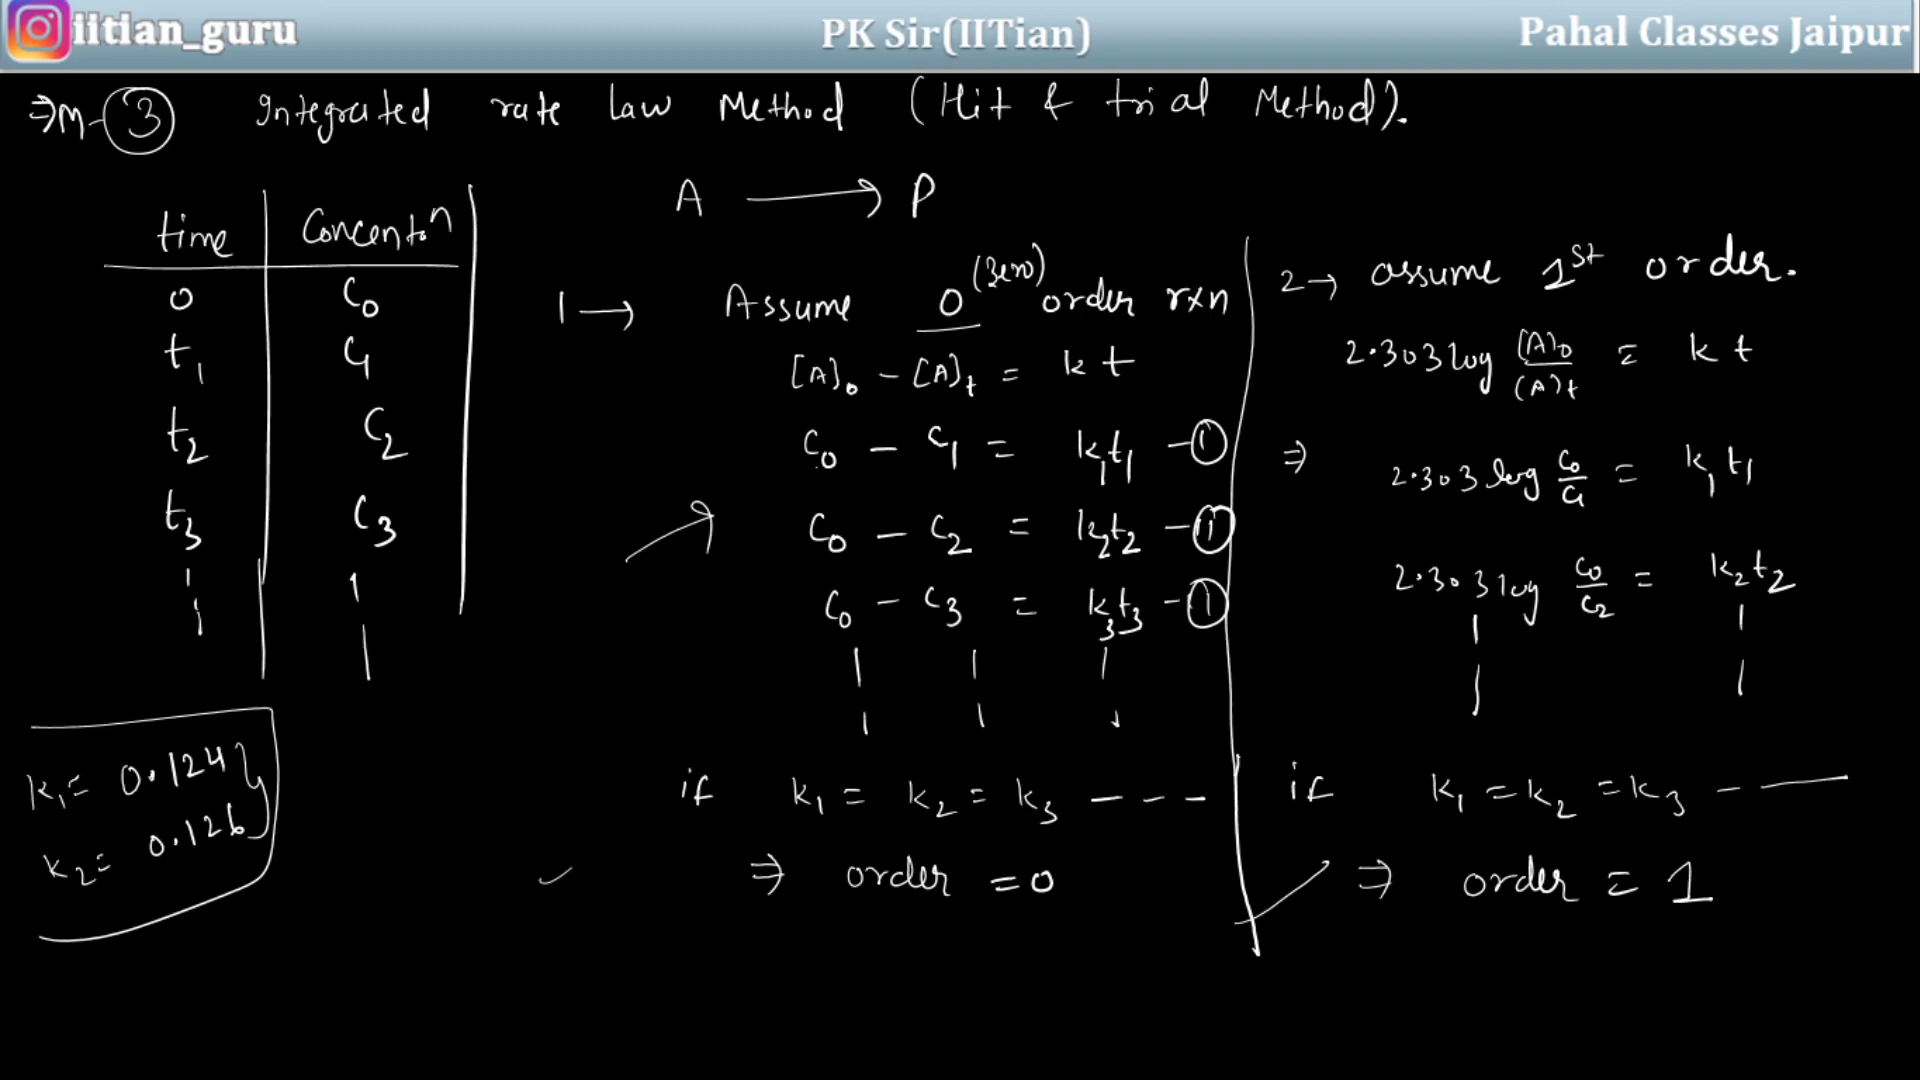 iitian_guru
PK Sir(IITian)
Pahal Classes Jaipur
⇒ M-③ Integrated rate law Method (Hit & trial Method).
A ⟶ P
time | Concentrⁿ
0 | C₀
t₁ | C₁
t₂ | C₂
t₃ | C₃
1 → Assume 0 (zero) order rxn
[A]₀ - [A]ₜ = kt
C₀ - C₁ = k₁t₁ -①
C₀ - C₂ = k₂t₂ -①
C₀ - C₃ = k₃t₃ -①
if k₁ = k₂ = k₃ - - -
⇒ order = 0
2 → assume 1st order.
2.303 log [A]₀/[A]ₜ = kt
⇒ 2.303 log C₀/C₁ = k₁t₁
2.303 log C₀/C₂ = k₂t₂
if k₁ = k₂ = k₃ - —
⇒ order = 1
k₁ = 0.124
k₂ = 0.126